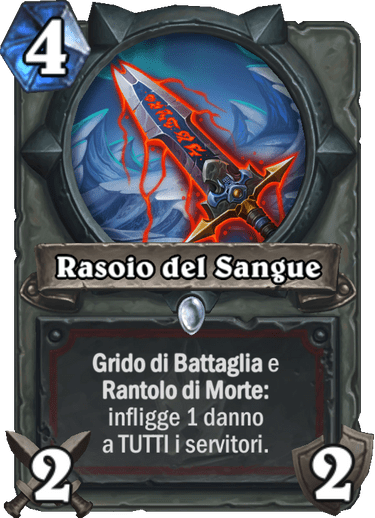 4
Rasoio del Sangue
Grido di Battaglia e
Rantolo di Morte:
infligge 1 danno
a TUTTI i servitori.
2
2